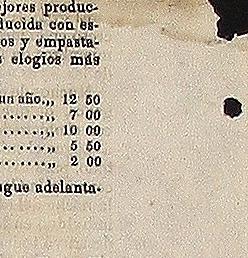 jores produc-
ducida con es-
os y empasta-
s elogios más
un año.,, 12 50
.......,, 7 00
.......,, 10 00
.......,, 5 50
.......,, 2 00
gue adelanta-